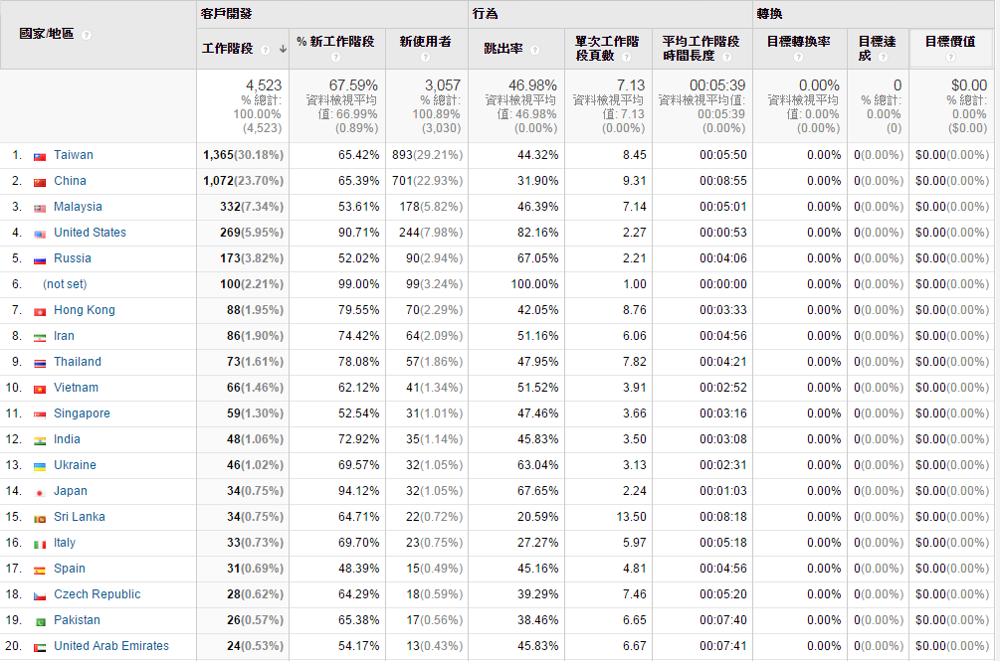 客戶開發 行為 轉換
國家/地區 ?
工作階段 ? ↓ % 新工作階段 ? 新使用者 ? 跳出率 ? 單次工作階段頁數 ? 平均工作階段時間長度 ? 目標轉換率 ? 目標達成 ? 目標價值 ?
4,523 67.59% 3,057 46.98% 7.13 00:05:39 0.00% 0 $0.00
% 總計: 資料檢視平均 % 總計: 資料檢視平均 資料檢視平均 資料檢視平均值: 資料檢視平均 % 總計: % 總計:
100.00% 值: 66.99% 100.89% 值: 46.98% 值: 7.13 00:05:39 值: 0.00% 0.00% 0.00%
(4,523) (0.89%) (3,030) (0.00%) (0.00%) (0.00%) (0.00%) (0) ($0.00)
1. Taiwan 1,365(30.18%) 65.42% 893(29.21%) 44.32% 8.45 00:05:50 0.00% 0(0.00%) $0.00(0.00%)
2. China 1,072(23.70%) 65.39% 701(22.93%) 31.90% 9.31 00:08:55 0.00% 0(0.00%) $0.00(0.00%)
3. Malaysia 332(7.34%) 53.61% 178(5.82%) 46.39% 7.14 00:05:01 0.00% 0(0.00%) $0.00(0.00%)
4. United States 269(5.95%) 90.71% 244(7.98%) 82.16% 2.27 00:00:53 0.00% 0(0.00%) $0.00(0.00%)
5. Russia 173(3.82%) 52.02% 90(2.94%) 67.05% 2.21 00:04:06 0.00% 0(0.00%) $0.00(0.00%)
6. (not set) 100(2.21%) 99.00% 99(3.24%) 100.00% 1.00 00:00:00 0.00% 0(0.00%) $0.00(0.00%)
7. Hong Kong 88(1.95%) 79.55% 70(2.29%) 42.05% 8.76 00:03:33 0.00% 0(0.00%) $0.00(0.00%)
8. Iran 86(1.90%) 74.42% 64(2.09%) 51.16% 6.06 00:04:56 0.00% 0(0.00%) $0.00(0.00%)
9. Thailand 73(1.61%) 78.08% 57(1.86%) 47.95% 7.82 00:04:21 0.00% 0(0.00%) $0.00(0.00%)
10. Vietnam 66(1.46%) 62.12% 41(1.34%) 51.52% 3.91 00:02:52 0.00% 0(0.00%) $0.00(0.00%)
11. Singapore 59(1.30%) 52.54% 31(1.01%) 47.46% 3.66 00:03:16 0.00% 0(0.00%) $0.00(0.00%)
12. India 48(1.06%) 72.92% 35(1.14%) 45.83% 3.50 00:03:08 0.00% 0(0.00%) $0.00(0.00%)
13. Ukraine 46(1.02%) 69.57% 32(1.05%) 63.04% 3.13 00:02:31 0.00% 0(0.00%) $0.00(0.00%)
14. Japan 34(0.75%) 94.12% 32(1.05%) 67.65% 2.24 00:01:03 0.00% 0(0.00%) $0.00(0.00%)
15. Sri Lanka 34(0.75%) 64.71% 22(0.72%) 20.59% 13.50 00:08:18 0.00% 0(0.00%) $0.00(0.00%)
16. Italy 33(0.73%) 69.70% 23(0.75%) 27.27% 5.97 00:05:18 0.00% 0(0.00%) $0.00(0.00%)
17. Spain 31(0.69%) 48.39% 15(0.49%) 45.16% 4.81 00:04:56 0.00% 0(0.00%) $0.00(0.00%)
18. Czech Republic 28(0.62%) 64.29% 18(0.59%) 39.29% 7.46 00:05:20 0.00% 0(0.00%) $0.00(0.00%)
19. Pakistan 26(0.57%) 65.38% 17(0.56%) 38.46% 6.65 00:07:40 0.00% 0(0.00%) $0.00(0.00%)
20. United Arab Emirates 24(0.53%) 54.17% 13(0.43%) 45.83% 6.67 00:07:41 0.00% 0(0.00%) $0.00(0.00%)